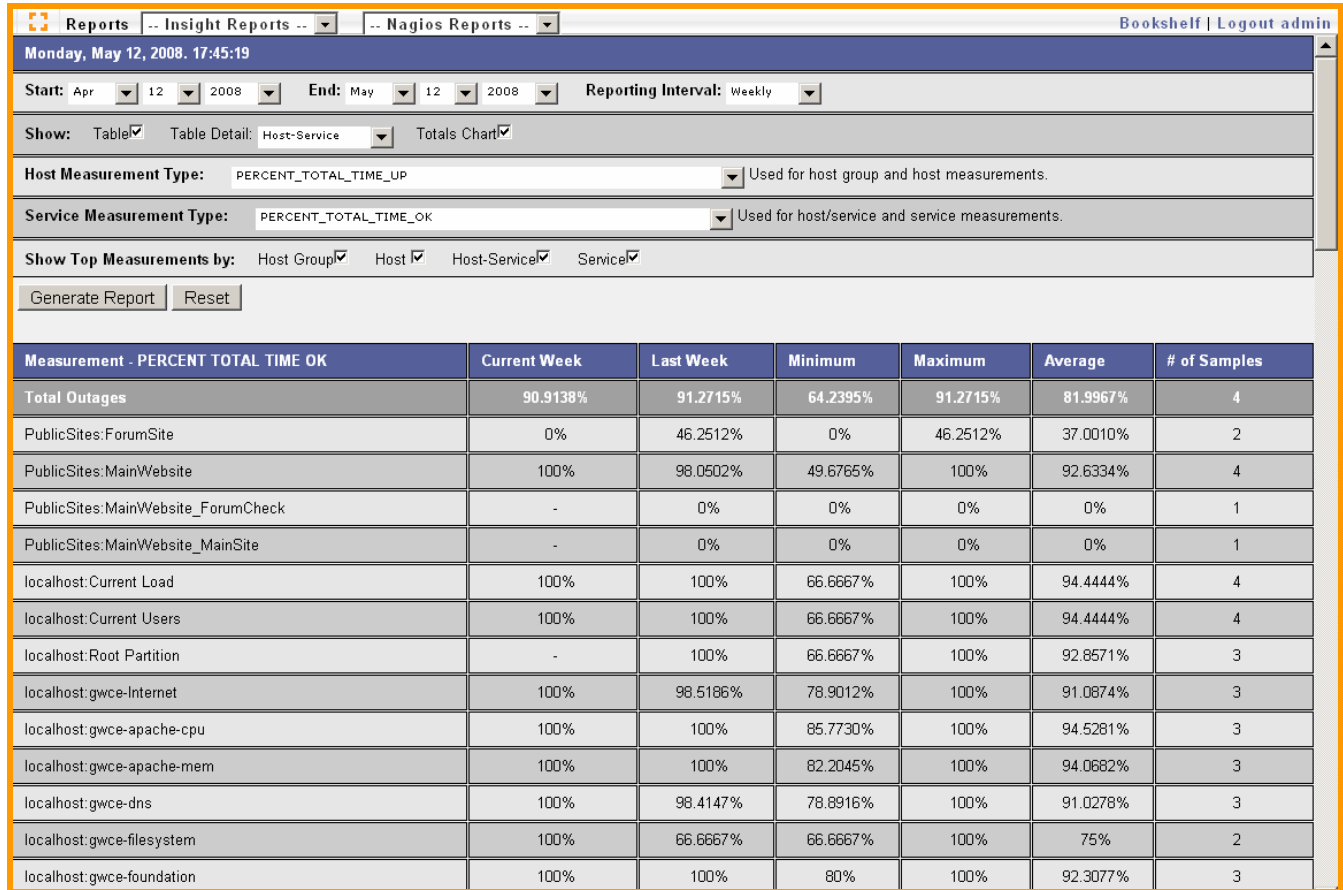 Reports -- Insight Reports -- -- Nagios Reports -- Bookshelf | Logout admin
Monday, May 12, 2008. 17:45:19
Start: Apr 12 2008 End: May 12 2008 Reporting Interval: Weekly
Show: Table Table Detail: Host-Service Totals Chart
Host Measurement Type: PERCENT_TOTAL_TIME_UP Used for host group and host measurements.
Service Measurement Type: PERCENT_TOTAL_TIME_OK Used for host/service and service measurements.
Show Top Measurements by: Host Group Host Host-Service Service
Generate Report Reset
Measurement - PERCENT TOTAL TIME OK Current Week Last Week Minimum Maximum Average # of Samples
Total Outages 90.9138% 91.2715% 64.2395% 91.2715% 81.9967% 4
PublicSites:ForumSite 0% 46.2512% 0% 46.2512% 37.0010% 2
PublicSites:MainWebsite 100% 98.0502% 49.6765% 100% 92.6334% 4
PublicSites:MainWebsite_ForumCheck - 0% 0% 0% 0% 1
PublicSites:MainWebsite_MainSite - 0% 0% 0% 0% 1
localhost:Current Load 100% 100% 66.6667% 100% 94.4444% 4
localhost:Current Users 100% 100% 66.6667% 100% 94.4444% 4
localhost:Root Partition - 100% 66.6667% 100% 92.8571% 3
localhost:gwce-Internet 100% 98.5186% 78.9012% 100% 91.0874% 3
localhost:gwce-apache-cpu 100% 100% 85.7730% 100% 94.5281% 3
localhost:gwce-apache-mem 100% 100% 82.2045% 100% 94.0682% 3
localhost:gwce-dns 100% 98.4147% 78.8916% 100% 91.0278% 3
localhost:gwce-filesystem 100% 66.6667% 66.6667% 100% 75% 2
localhost:gwce-foundation 100% 100% 80% 100% 92.3077% 3